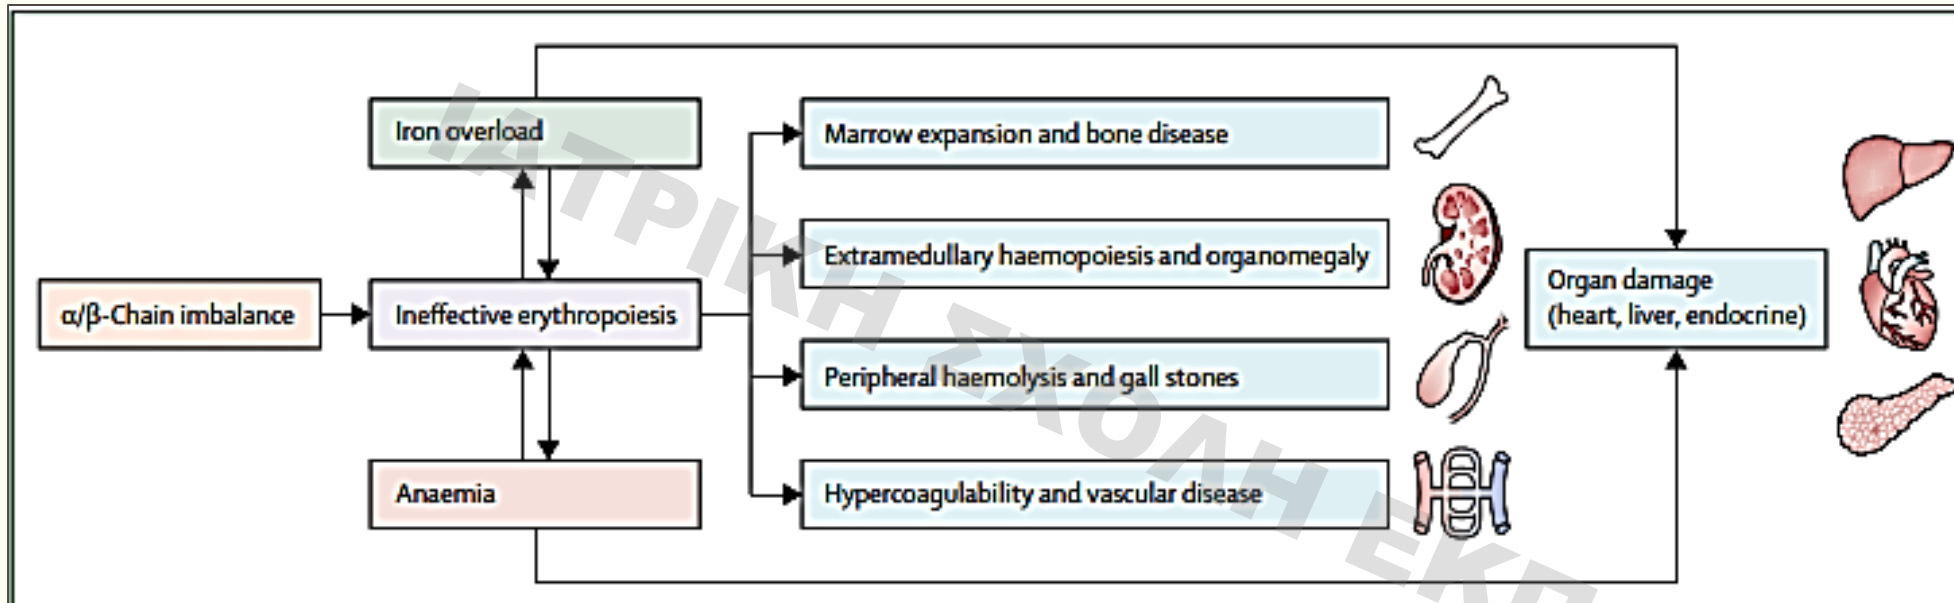 Iron overload
Marrow expansion and bone disease
Extramedullary haemopoiesis and organomegaly
α/β-Chain imbalance
Ineffective erythropoiesis
Organ damage
(heart, liver, endocrine)
Peripheral haemolysis and gall stones
Anaemia
Hypercoagulability and vascular disease
ΙΑΤΡΙΚΗ ΣΧΟΛΗ